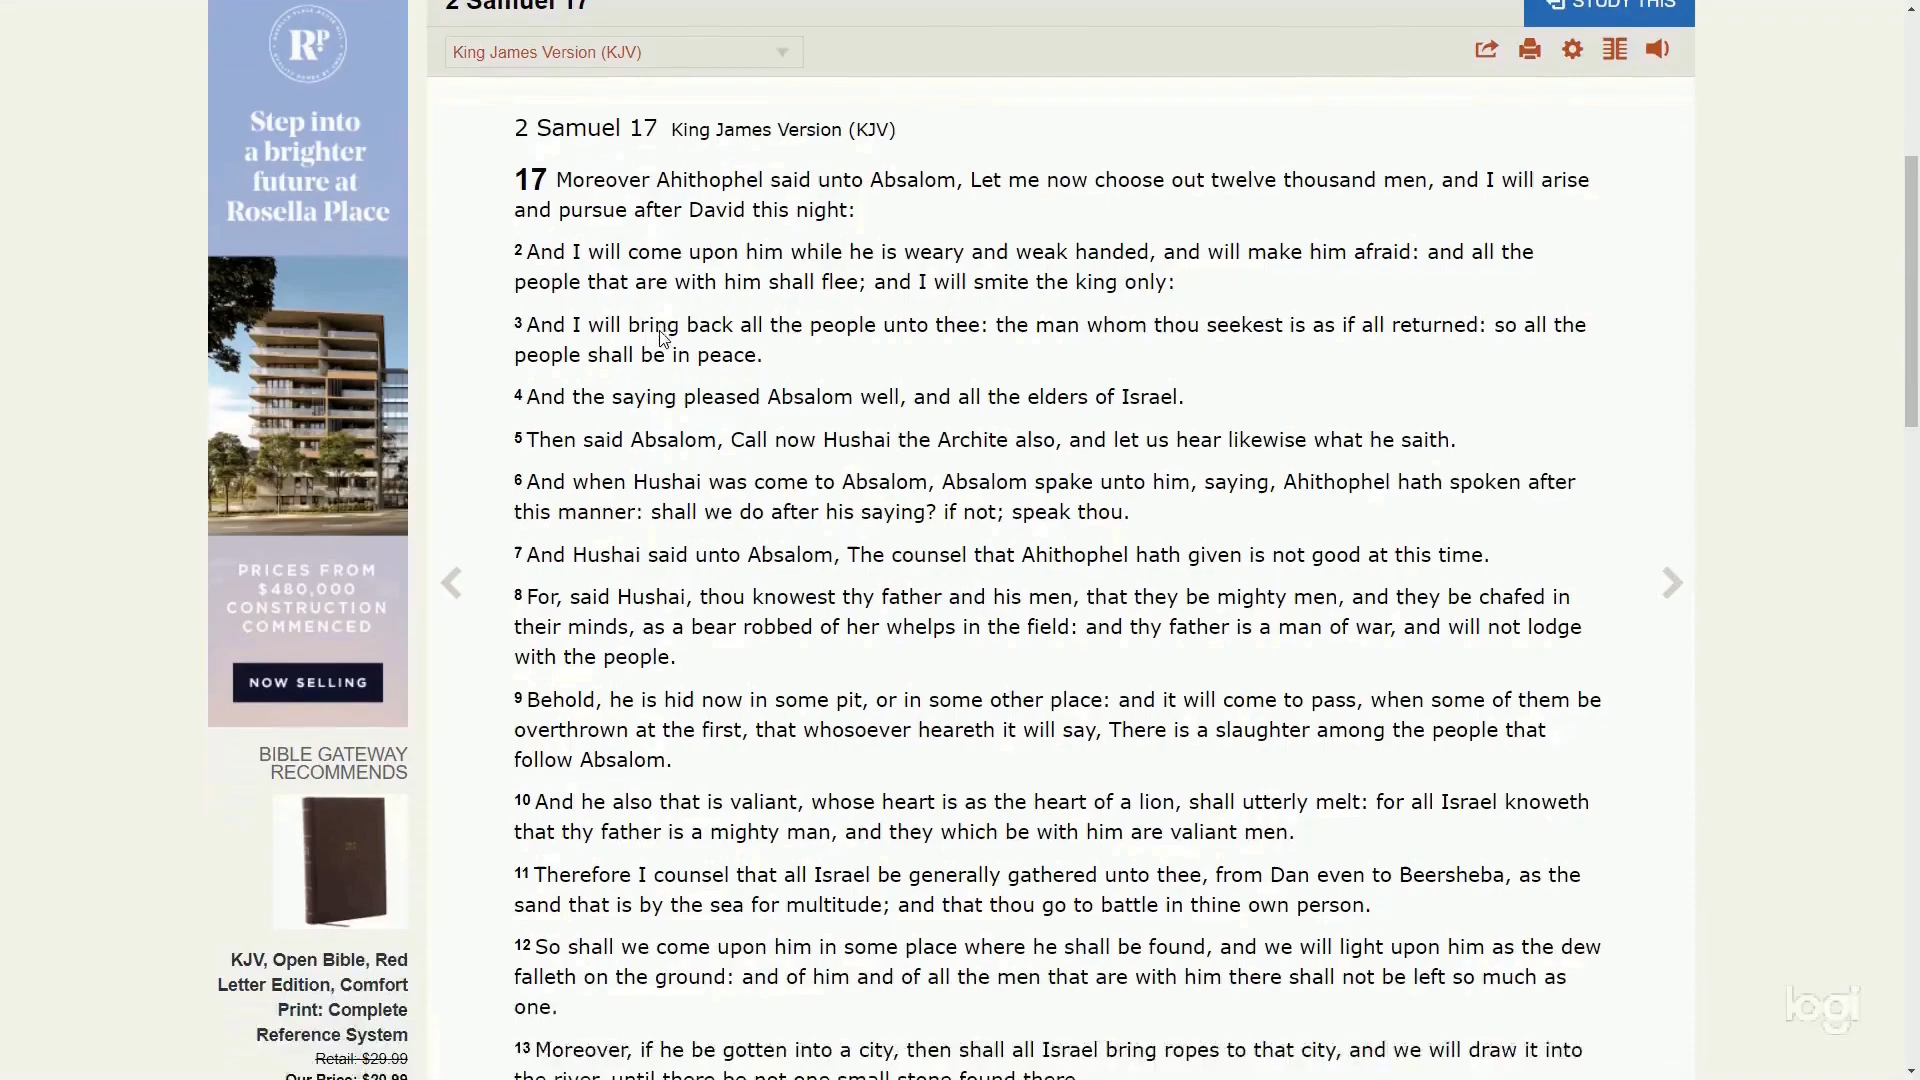 2 Samuel 17
STUDY THIS
King James Version (KJV)
RP!
Step into
a brighter
future at
Rosella Place
PRICES FROM
$480,000
CONSTRUCTION
COMMENCED
NOW SELLING
BIBLE GATEWAY
RECOMMENDS
KJV, Open Bible, Red
Letter Edition, Comfort
Print: Complete
Reference System
Retail: $29.99
Our Price: $20.99
2 Samuel 17 King James Version (KJV)
17 Moreover Ahithophel said unto Absalom, Let me now choose out twelve thousand men, and I will arise
and pursue after David this night:
2 And I will come upon him while he is weary and weak handed, and will make him afraid: and all the
people that are with him shall flee; and I will smite the king only:
3 And I will bring back all the people unto thee: the man whom thou seekest is as if all returned: so all the
people shall be in peace.
4 And the saying pleased Absalom well, and all the elders of Israel.
5 Then said Absalom, Call now Hushai the Archite also, and let us hear likewise what he saith.
6 And when Hushai was come to Absalom, Absalom spake unto him, saying, Ahithophel hath spoken after
this manner: shall we do after his saying? if not; speak thou.
7 And Hushai said unto Absalom, The counsel that Ahithophel hath given is not good at this time.
8 For, said Hushai, thou knowest thy father and his men, that they be mighty men, and they be chafed in
their minds, as a bear robbed of her whelps in the field: and thy father is a man of war, and will not lodge
with the people.
9 Behold, he is hid now in some pit, or in some other place: and it will come to pass, when some of them be
overthrown at the first, that whosoever heareth it will say, There is a slaughter among the people that
follow Absalom.
10 And he also that is valiant, whose heart is as the heart of a lion, shall utterly melt: for all Israel knoweth
that thy father is a mighty man, and they which be with him are valiant men.
11 Therefore I counsel that all Israel be generally gathered unto thee, from Dan even to Beersheba, as the
sand that is by the sea for multitude; and that thou go to battle in thine own person.
12 So shall we come upon him in some place where he shall be found, and we will light upon him as the dew
falleth on the ground: and of him and of all the men that are with him there shall not be left so much as
one.
13 Moreover, if he be gotten into a city, then shall all Israel bring ropes to that city, and we will draw it into
the river, until there be not one small stone found there.
logi